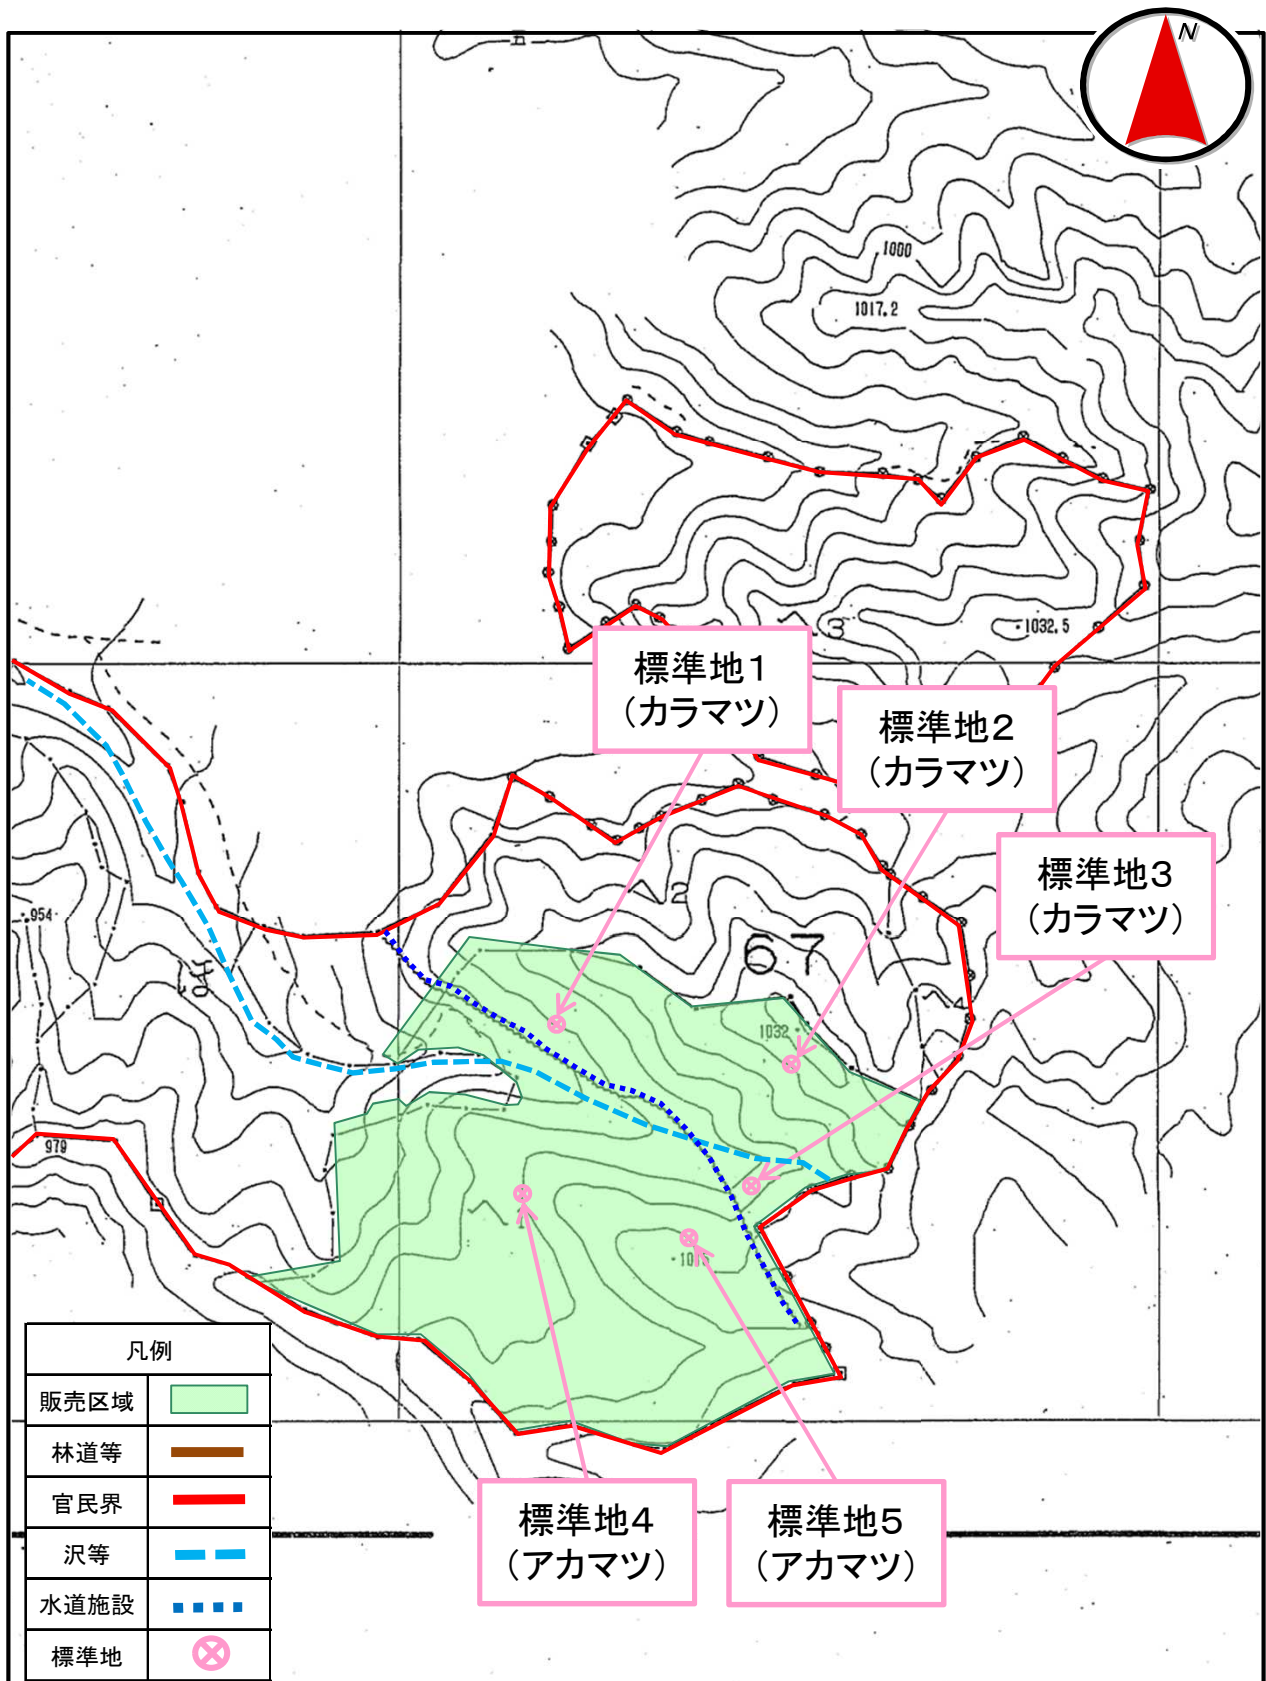 N
1000
1017.2
3
1032.5
標準地1
(カラマツ)
標準地2
(カラマツ)
2
標準地3
(カラマツ)
954
67
1032
979
凡例
販売区域
林道等
官民界
沢等
水道施設
標準地
標準地4
(アカマツ)
標準地5
(アカマツ)